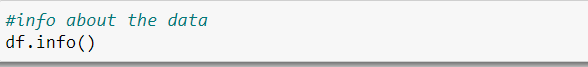 #info about the data
df.info()